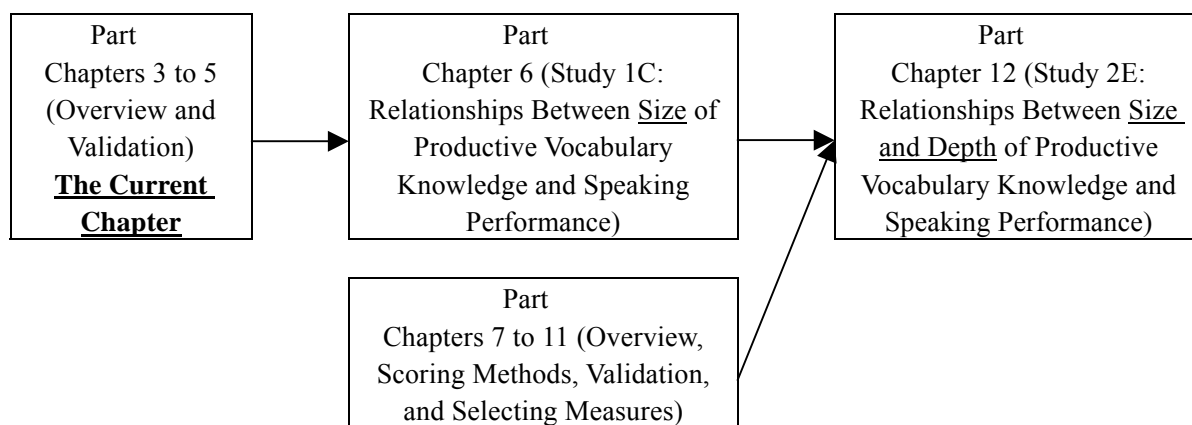 Part
Chapters 3 to 5
(Overview and
Validation)
The Current
Chapter
Part
Chapter 6 (Study 1C:
Relationships Between Size of
Productive Vocabulary
Knowledge and Speaking
Performance)
Part
Chapter 12 (Study 2E:
Relationships Between Size
and Depth of Productive
Vocabulary Knowledge and
Speaking Performance)
Part
Chapters 7 to 11 (Overview,
Scoring Methods, Validation,
and Selecting Measures)